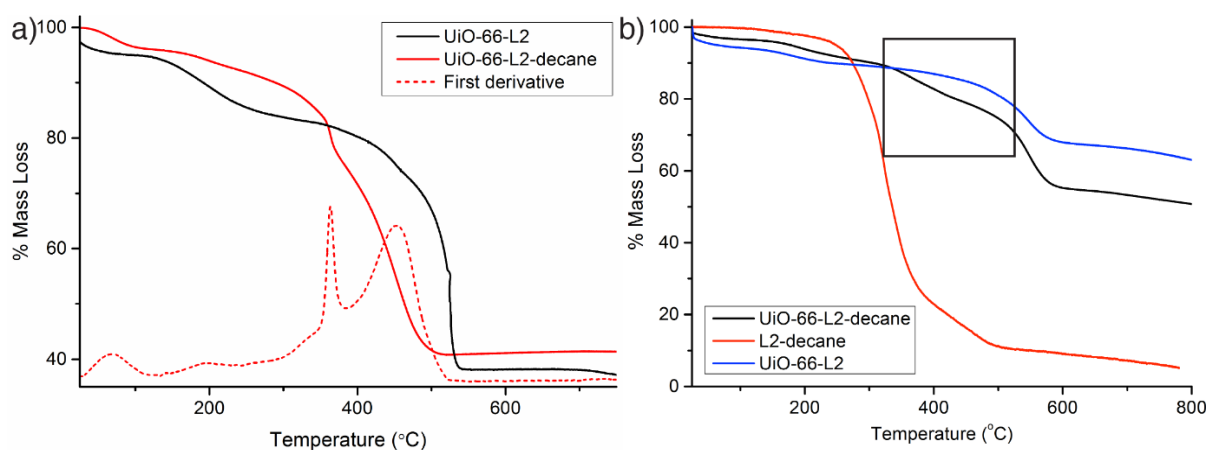 a)
UiO-66-L2
UiO-66-L2-decane
First derivative
% Mass Loss
100
80
60
40
200
400
600
Temperature (°C)
b)
% Mass Loss
100
80
60
40
20
0
UiO-66-L2-decane
L2-decane
UiO-66-L2
200
400
600
800
Temperature (°C)